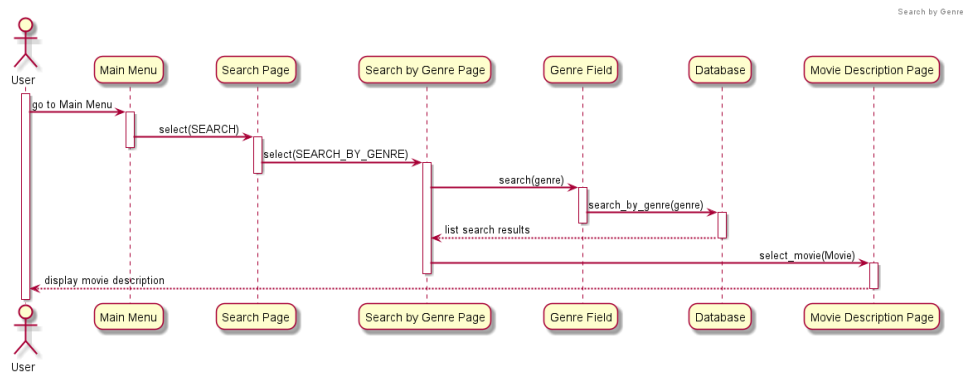 Search by Genre
User
Main Menu
Search Page
Search by Genre Page
Genre Field
Database
Movie Description Page
go to Main Menu
select(SEARCH)
select(SEARCH_BY_GENRE)
search(genre)
search_by_genre(genre)
list search results
select_movie(Movie)
display movie description
Main Menu
Search Page
Search by Genre Page
Genre Field
Database
Movie Description Page
User